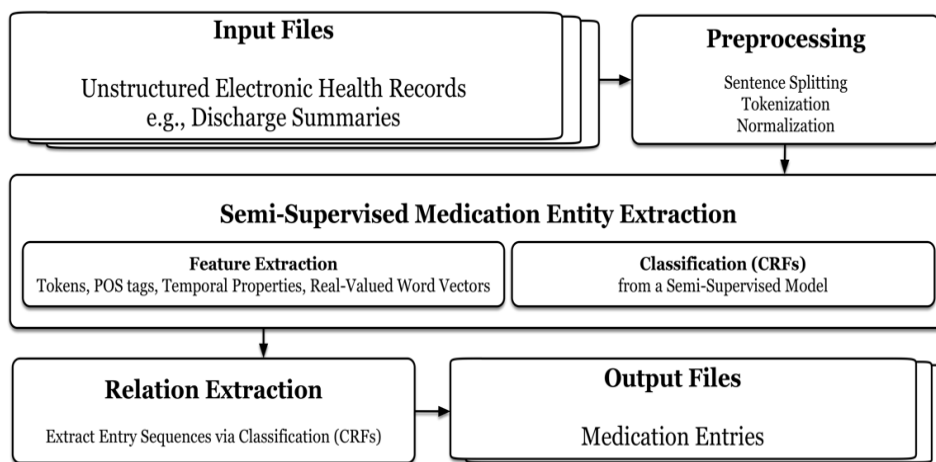 Input Files
Unstructured Electronic Health Records
e.g., Discharge Summaries
Preprocessing
Sentence Splitting
Tokenization
Normalization
Semi-Supervised Medication Entity Extraction
Feature Extraction
Tokens, POS tags, Temporal Properties, Real-Valued Word Vectors
Classification (CRFs)
from a Semi-Supervised Model
Relation Extraction
Extract Entry Sequences via Classification (CRFs)
Output Files
Medication Entries